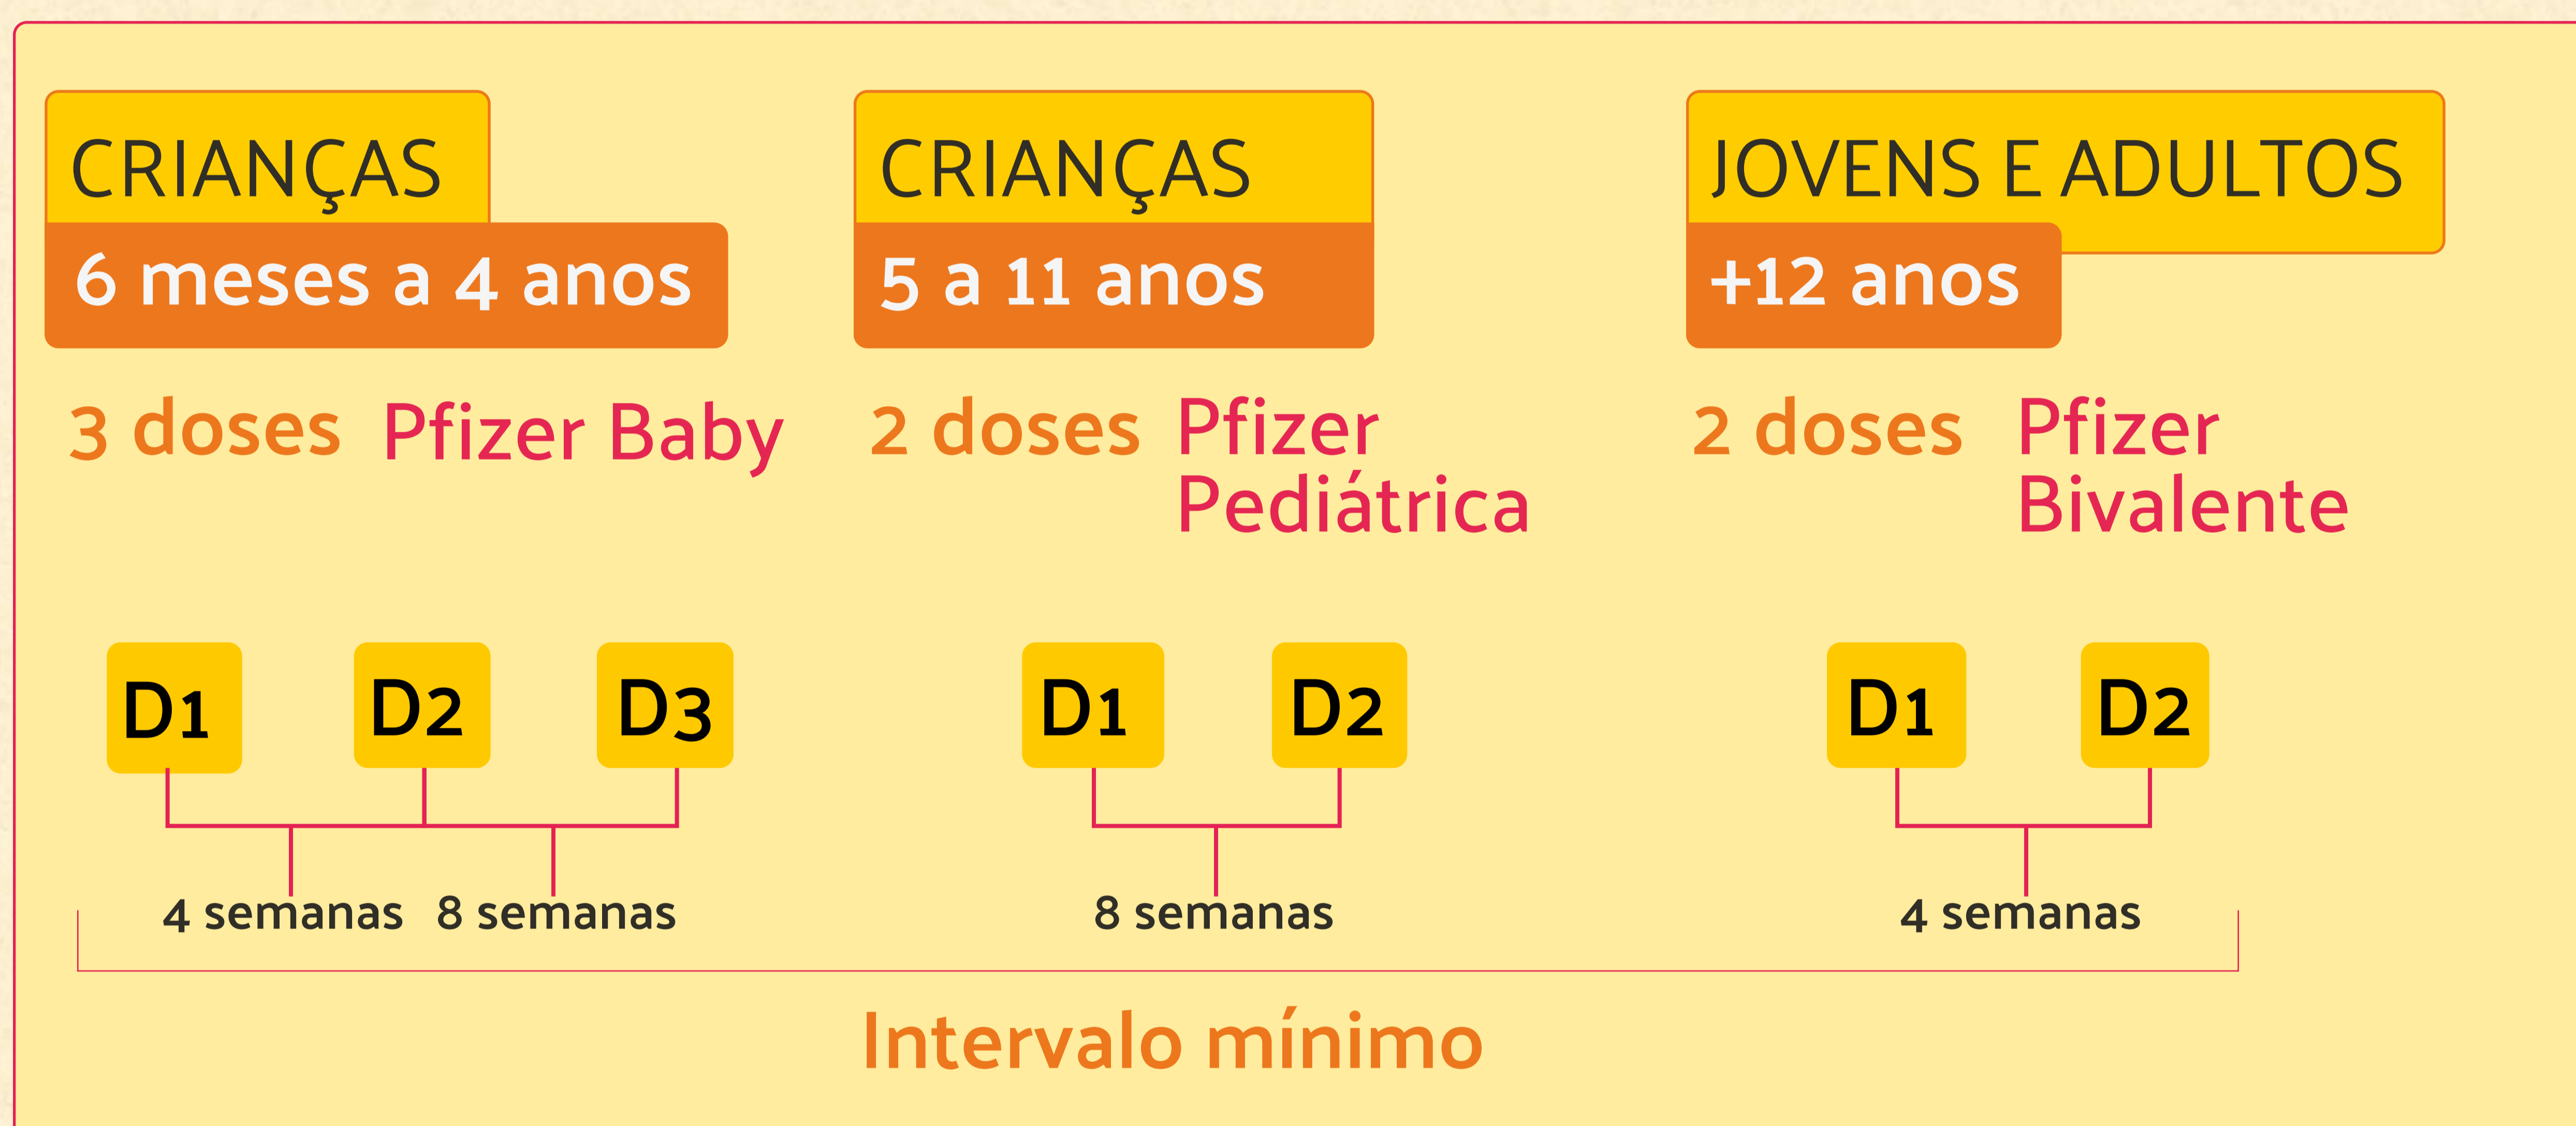 CRIANÇAS
6 meses a 4 anos
3 doses Pfizer Baby
D1 D2 D3
4 semanas 8 semanas
CRIANÇAS
5 a 11 anos
2 doses Pfizer
Pediátrica
D1 D2
8 semanas
JOVENS E ADULTOS
+12 anos
2 doses Pfizer
Bivalente
D1 D2
4 semanas
Intervalo mínimo